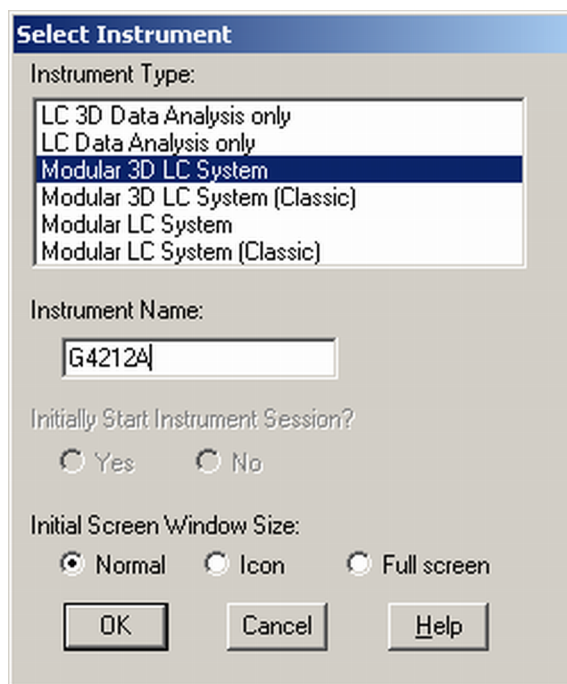 Select Instrument
Instrument Type:
LC 3D Data Analysis only
LC Data Analysis only
Modular 3D LC System
Modular 3D LC System (Classic)
Modular LC System
Modular LC System (Classic)
Instrument Name:
G4212A
Initially Start Instrument Session?
Yes No
Initial Screen Window Size:
Normal Icon Full screen
OK Cancel Help